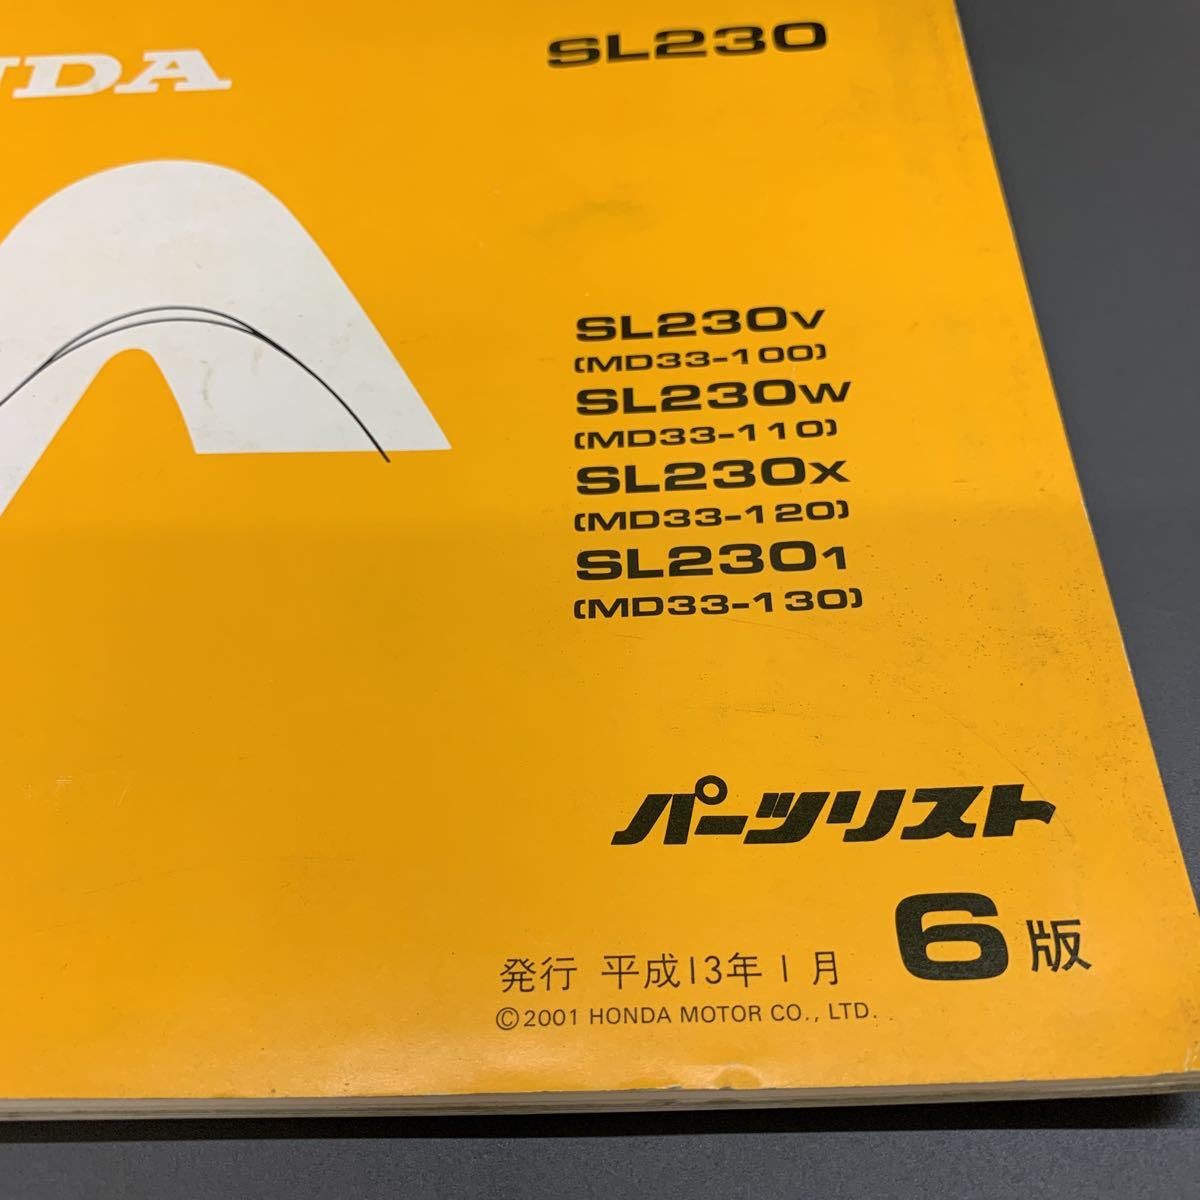 NDA
SL230
SL230V
(MD33-100)
SL230W
(MD33-110)
SL230X
(MD33-120)
SL2301
(MD33-130)
パーツリスト
6版
発行 平成13年1月
©2001 HONDA MOTOR CO., LTD.